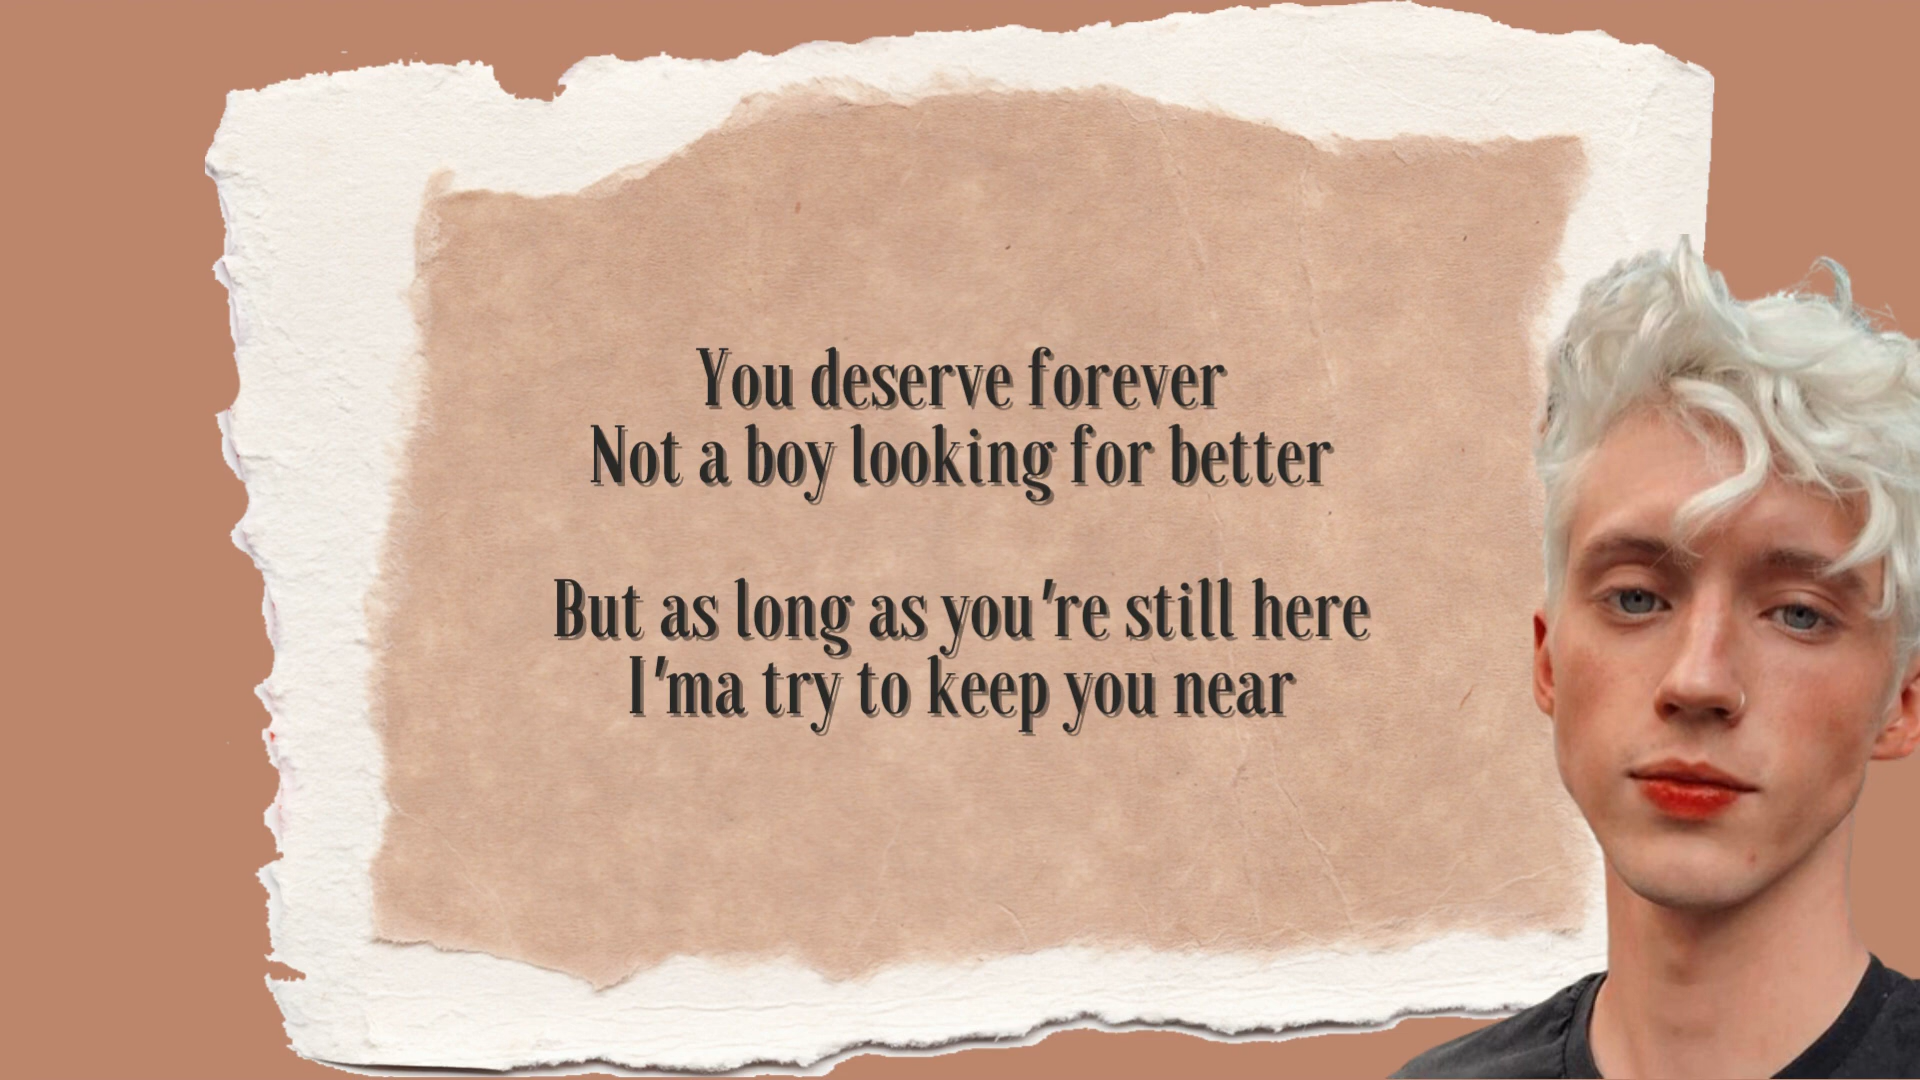 You deserve forever
Not a boy looking for better
But as long as you're still here
I'ma try to keep you near